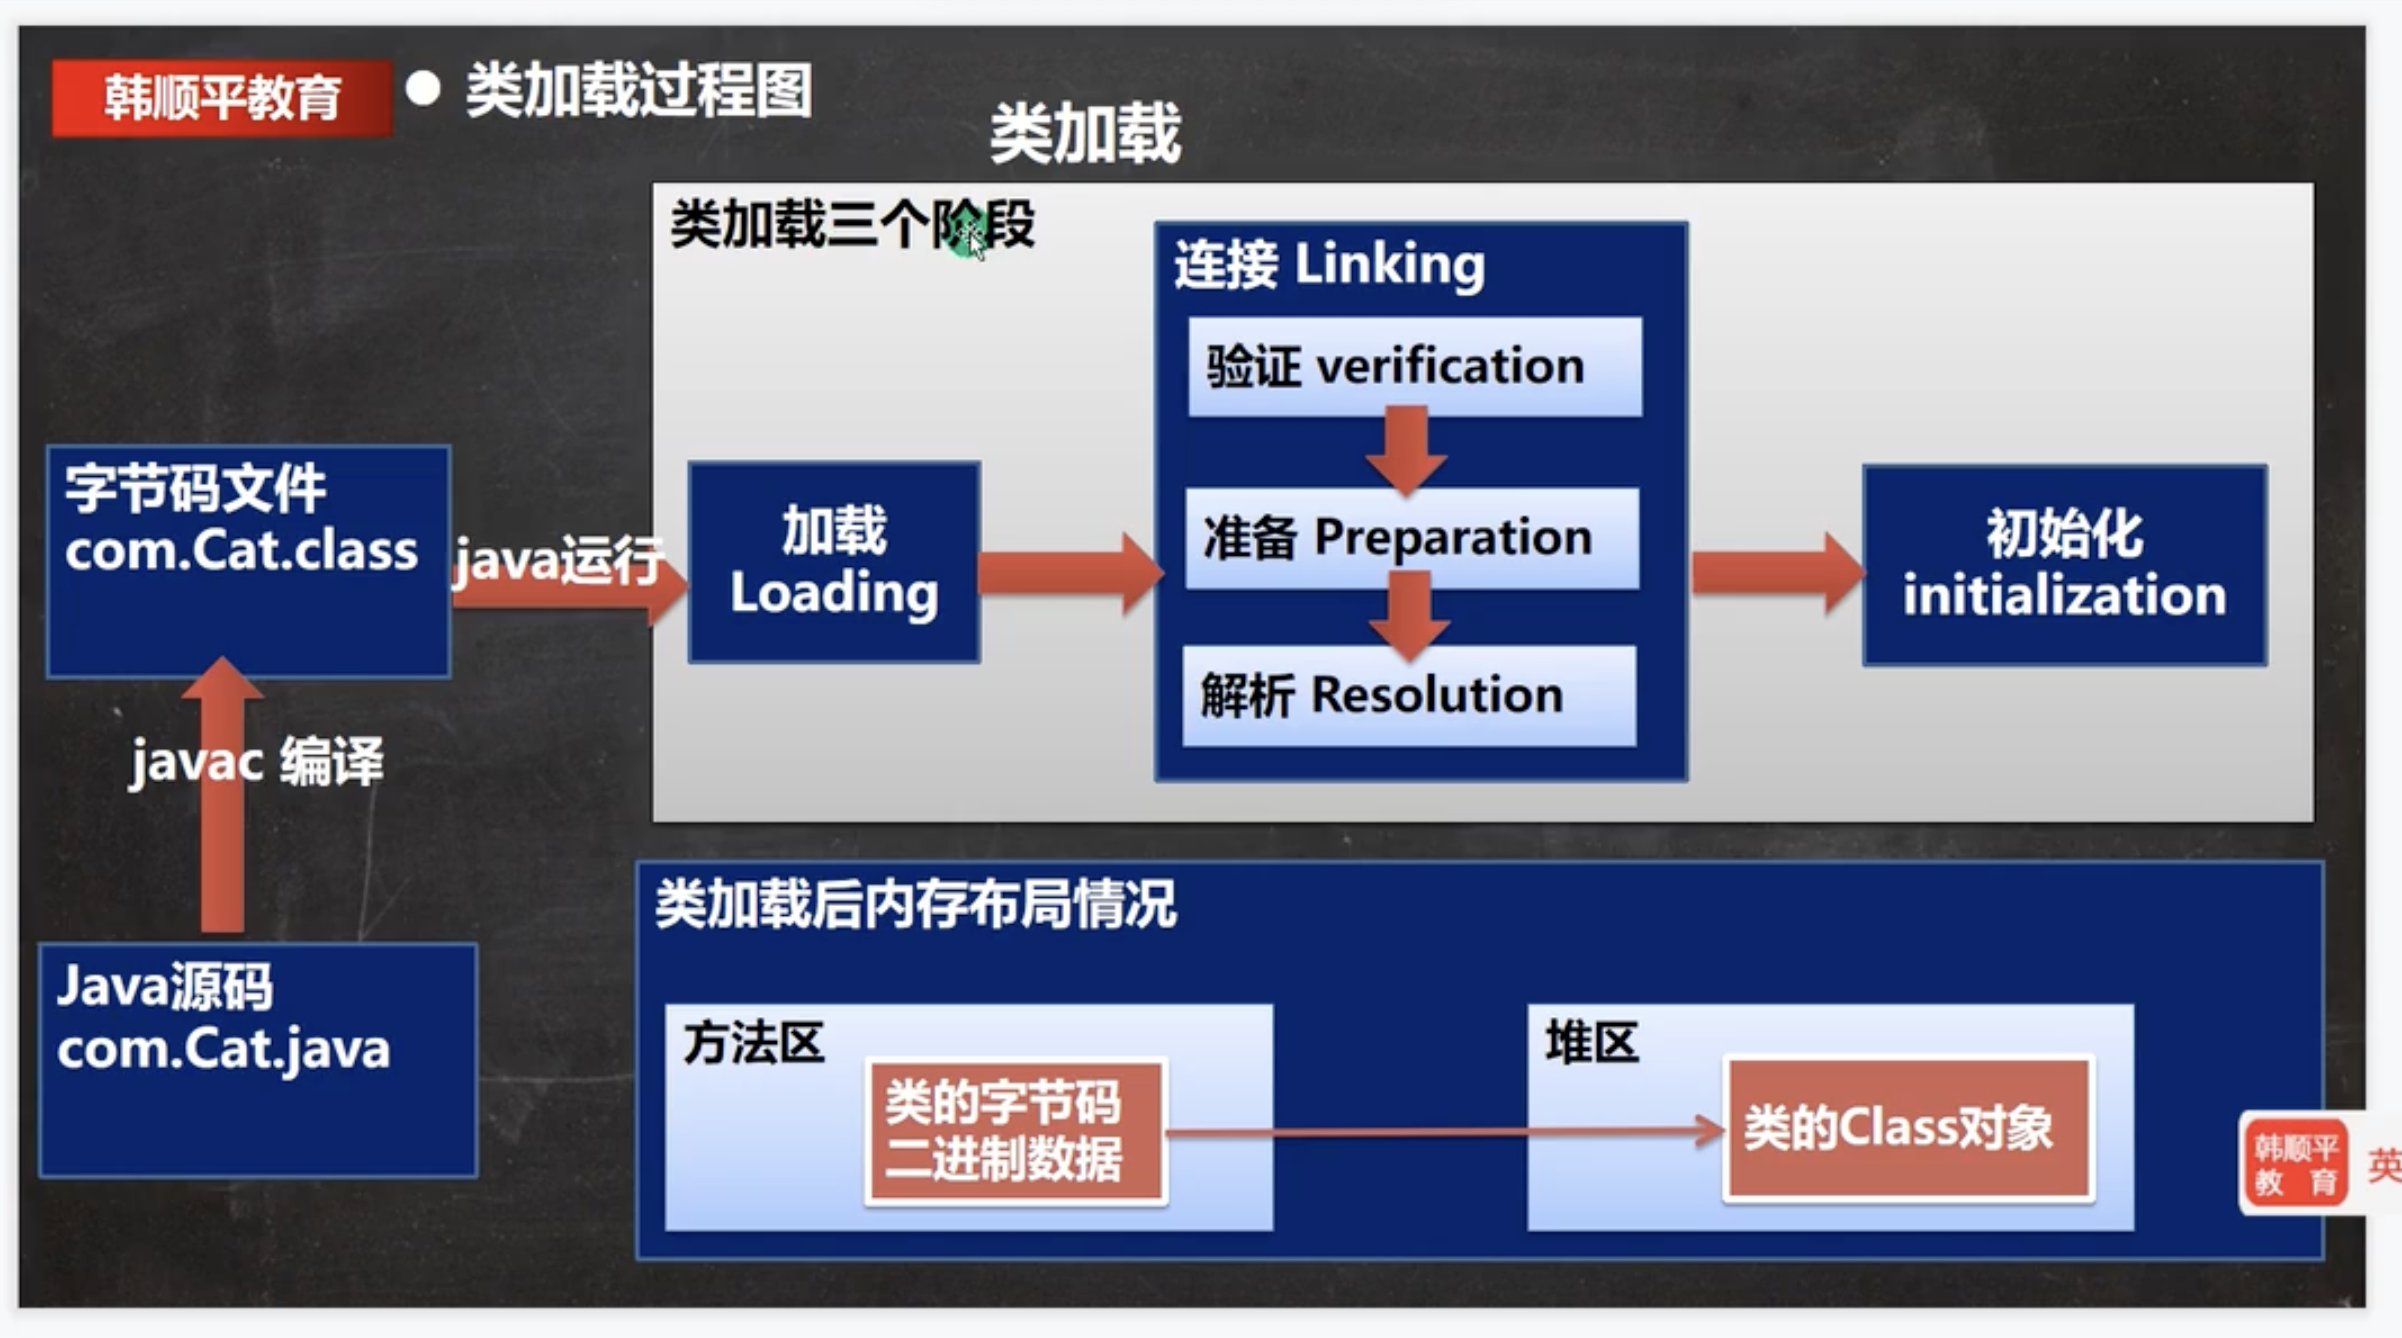 韩顺平教育
● 类加载过程图
类加载
类加载三个阶段
连接 Linking
验证 verification
准备 Preparation
解析 Resolution
字节码文件
com.Cat.class
java运行
加载
Loading
初始化
initialization
javac 编译
Java源码
com.Cat.java
类加载后内存布局情况
方法区
类的字节码
二进制数据
堆区
类的Class对象
韩顺平
教 育
英